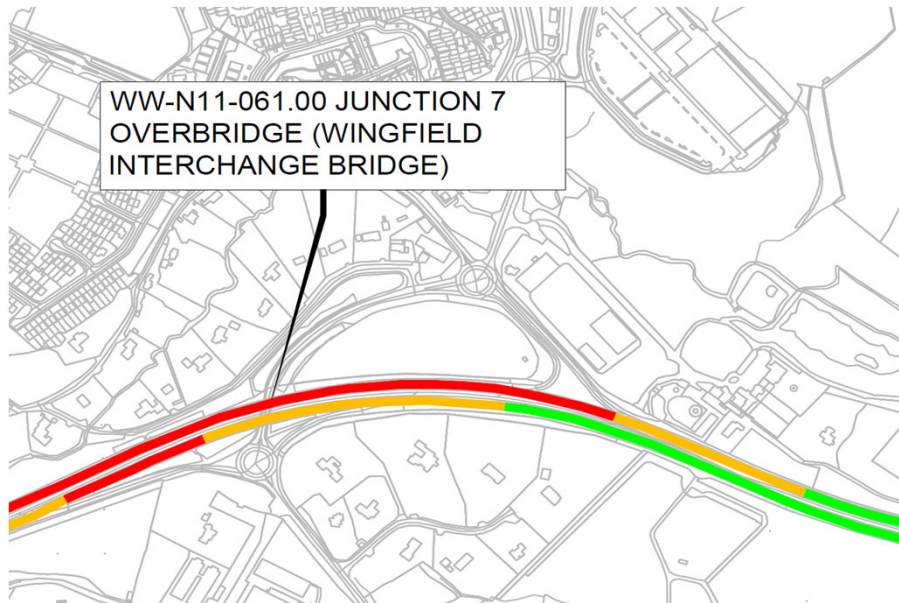 WW-N11-061.00 JUNCTION 7
OVERBRIDGE (WINGFIELD
INTERCHANGE BRIDGE)